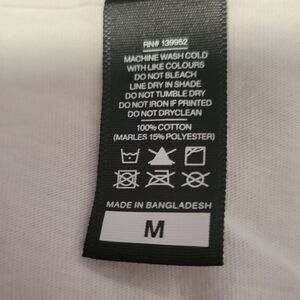 RN# 139952
MACHINE WASH COLD
WITH LIKE COLOURS
DO NOT BLEACH
LINE DRY IN SHADE
DO NOT TUMBLE DRY
DO NOT IRON IF PRINTED
DO NOT DRYCLEAN
100% COTTON
(MARLES 15% POLYESTER)
MADE IN BANGLADESH
M